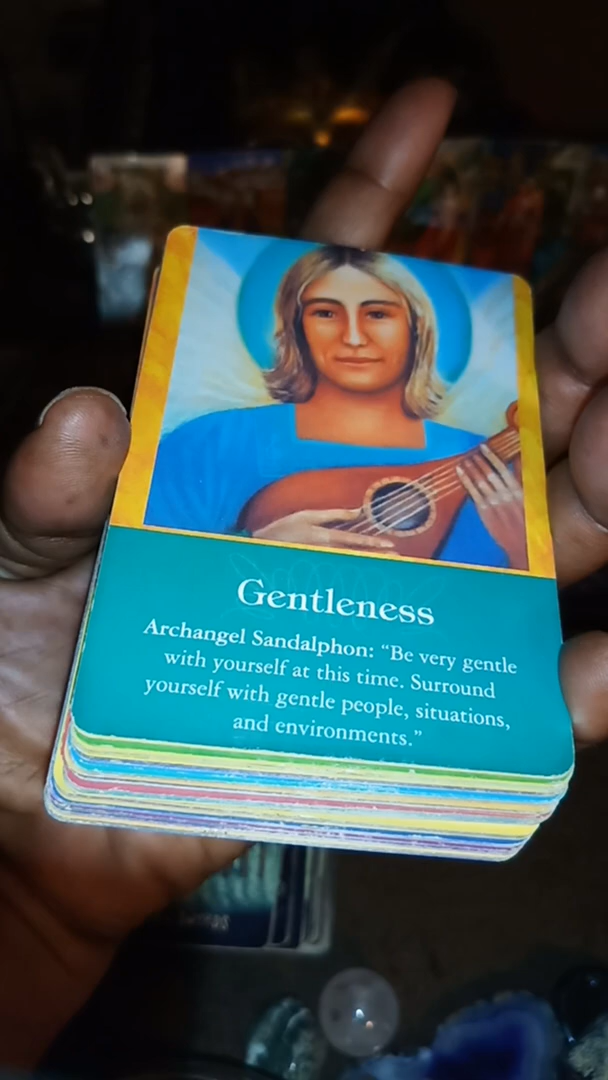 Gentleness
Archangel Sandalphon: “Be very gentle
with yourself at this time. Surround
yourself with gentle people, situations,
and environments.”